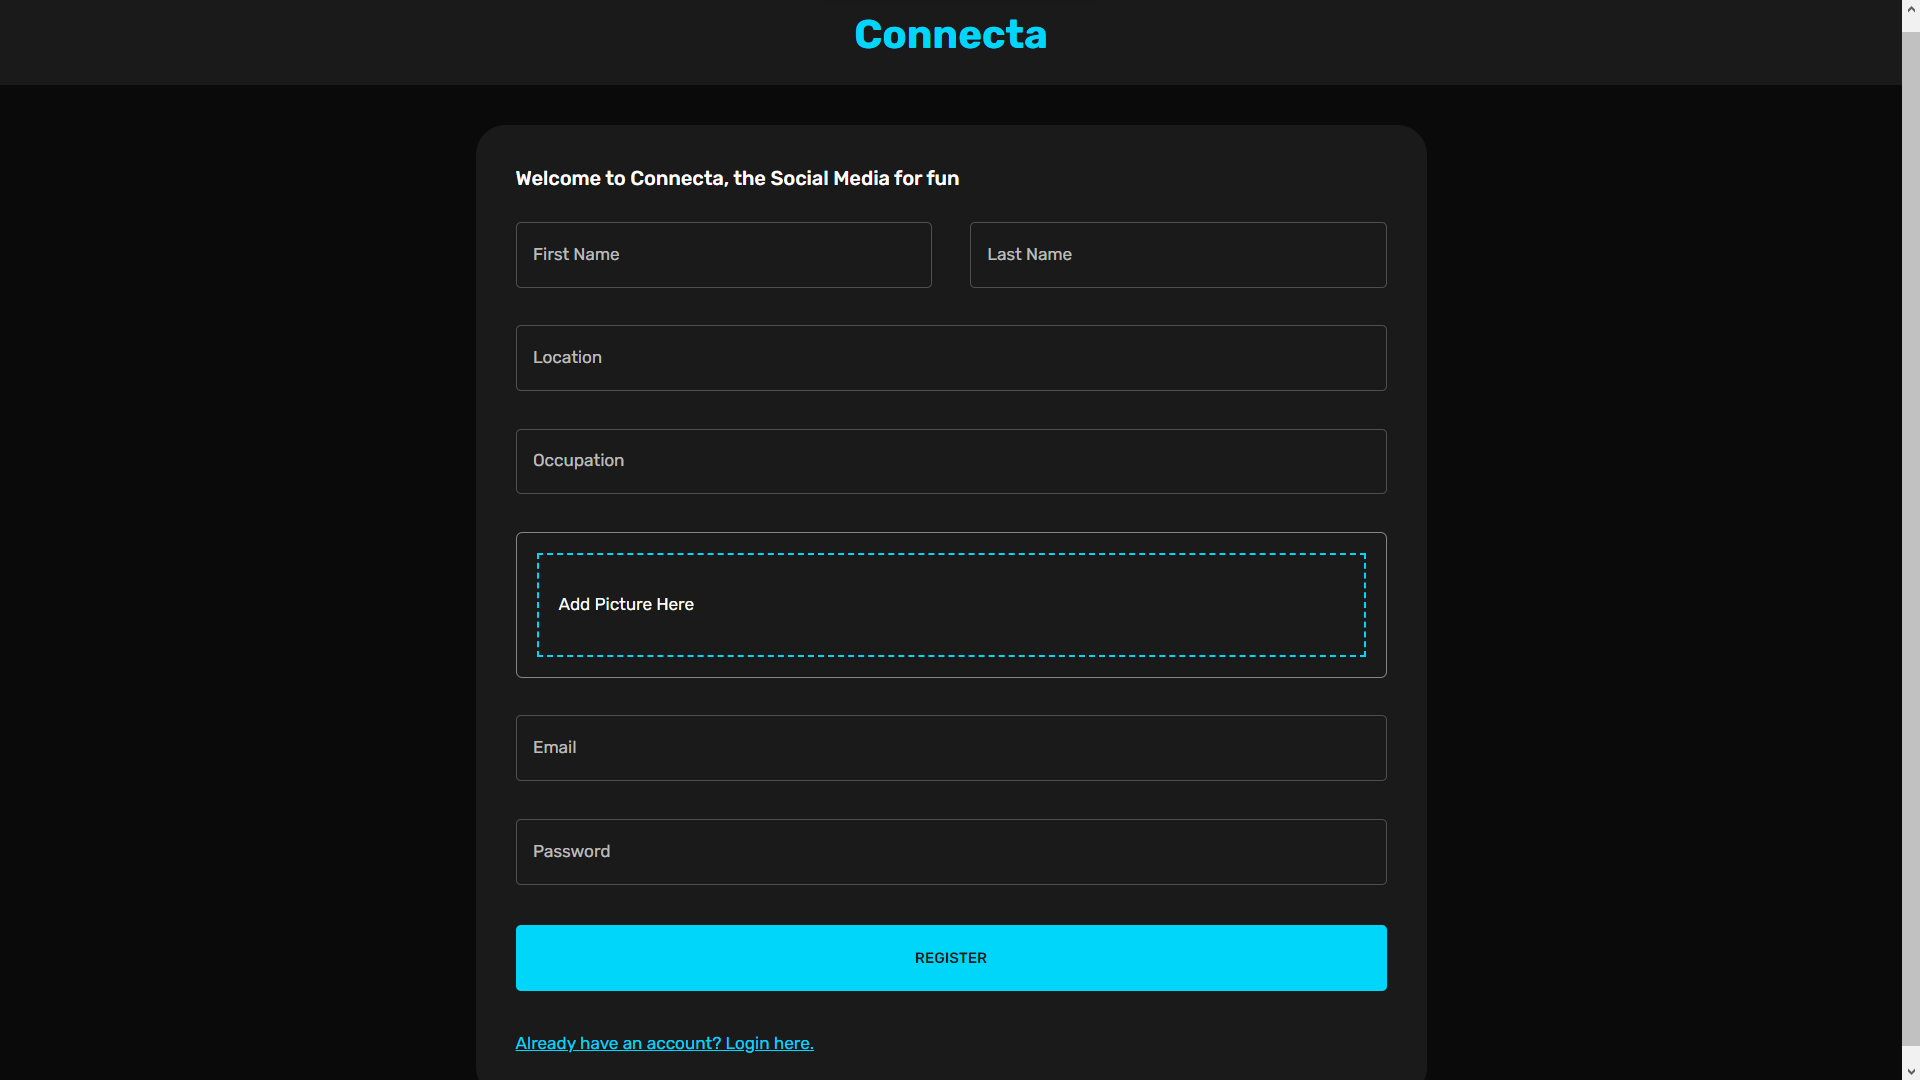 Connecta
Welcome to Connecta, the Social Media for fun
First Name
Last Name
Location
Occupation
Add Picture Here
Email
Password
REGISTER
Already have an account? Login here.